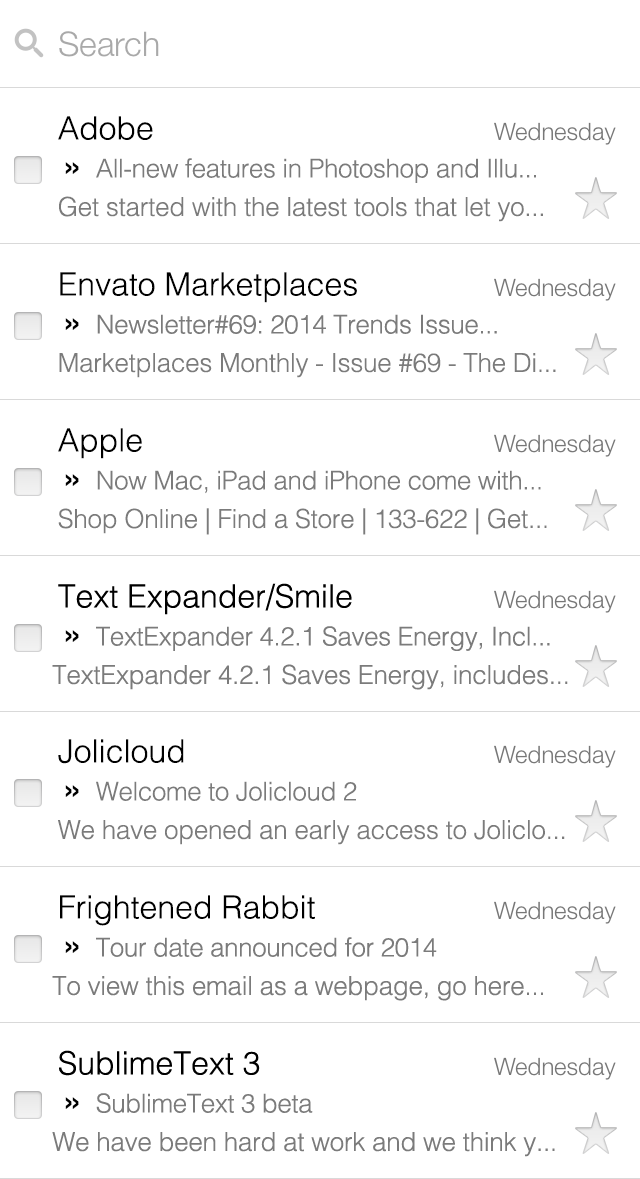 Search
Adobe
Wednesday
» All-new features in Photoshop and Illu...
Get started with the latest tools that let yo...
Envato Marketplaces
Wednesday
» Newsletter#69: 2014 Trends Issue...
Marketplaces Monthly - Issue #69 - The Di...
Apple
Wednesday
» Now Mac, iPad and iPhone come with...
Shop Online | Find a Store | 133-622 | Get...
Text Expander/Smile
Wednesday
» TextExpander 4.2.1 Saves Energy, Incl...
TextExpander 4.2.1 Saves Energy, includes...
Jolicloud
Wednesday
» Welcome to Jolicloud 2
We have opened an early access to Joliclo...
Frightened Rabbit
Wednesday
» Tour date announced for 2014
To view this email as a webpage, go here...
SublimeText 3
Wednesday
» SublimeText 3 beta
We have been hard at work and we think y...